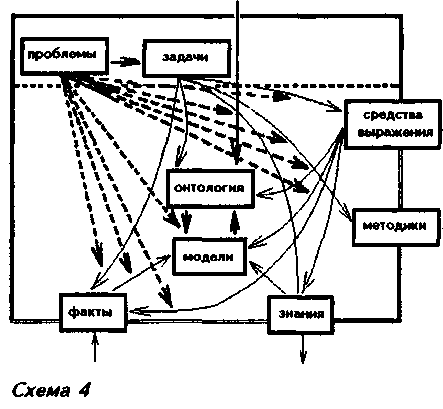 проблемы
задачи
средства
выражения
онтология
методики
модели
факты
знания
Схема 4